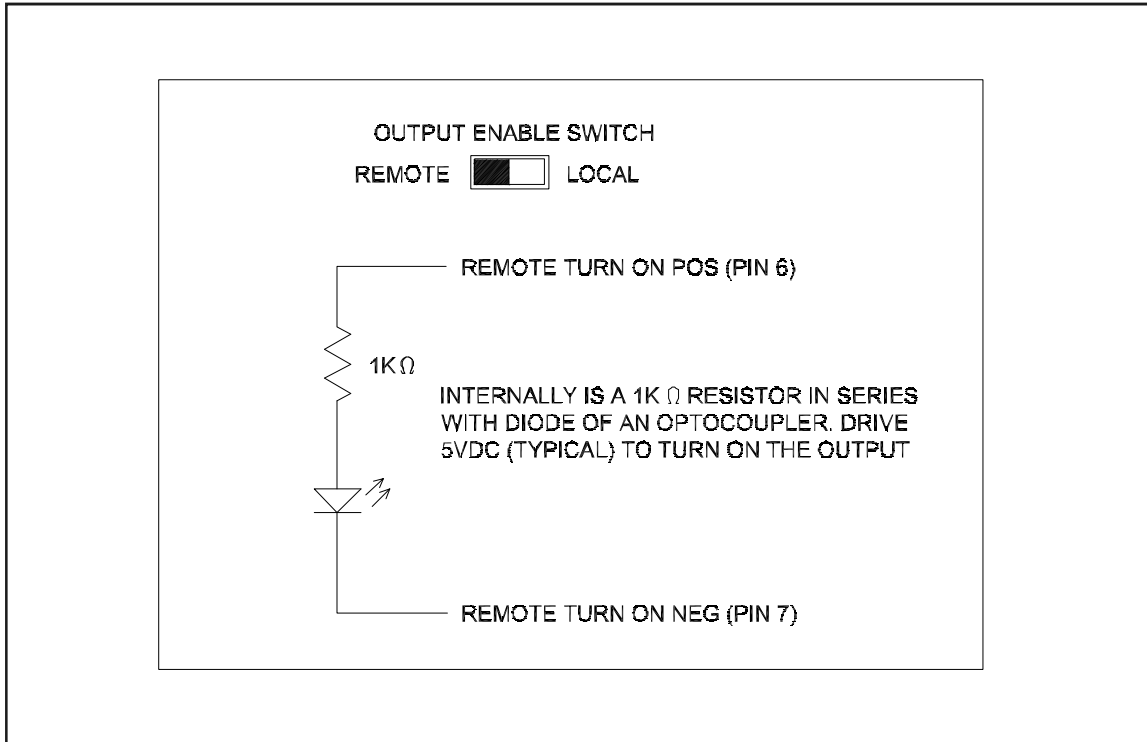 OUTPUT ENABLE SWITCH
REMOTE LOCAL
REMOTE TURN ON POS (PIN 6)
1K Ω
INTERNALLY IS A 1K Ω RESISTOR IN SERIES
WITH DIODE OF AN OPTOCOUPLER. DRIVE
5VDC (TYPICAL) TO TURN ON THE OUTPUT
REMOTE TURN ON NEG (PIN 7)